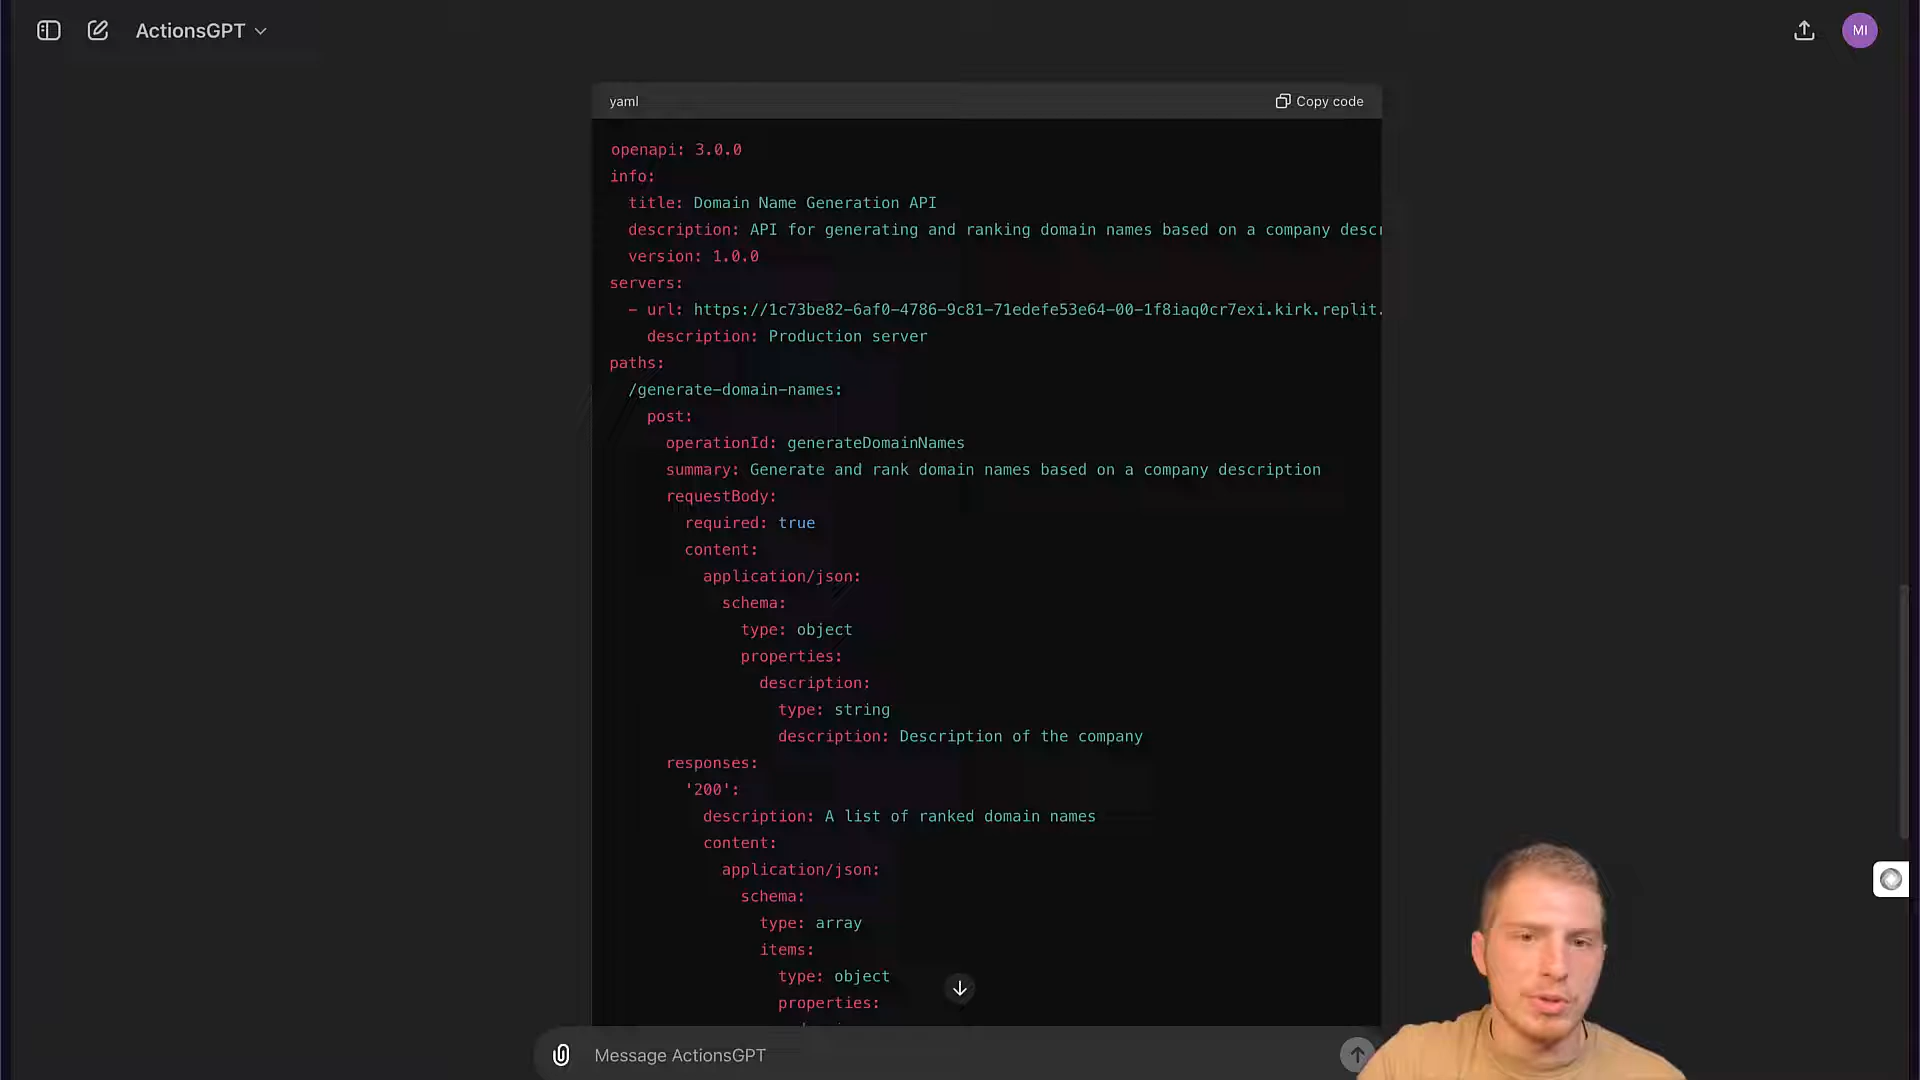 ActionsGPT
MI
yaml
Copy code
openapi: 3.0.0
info:
title: Domain Name Generation API
description: API for generating and ranking domain names based on a company descr
version: 1.0.0
servers:
- url: https://1c73be82-6af0-4786-9c81-71edefe53e64-00-1f8iaq0cr7exi.kirk.replit.
description: Production server
paths:
/generate-domain-names:
post:
operationId: generateDomainNames
summary: Generate and rank domain names based on a company description
requestBody:
required: true
content:
application/json:
schema:
type: object
properties:
description:
type: string
description: Description of the company
responses:
'200':
description: A list of ranked domain names
content:
application/json:
schema:
type: array
items:
type: object
properties:
Message ActionsGPT